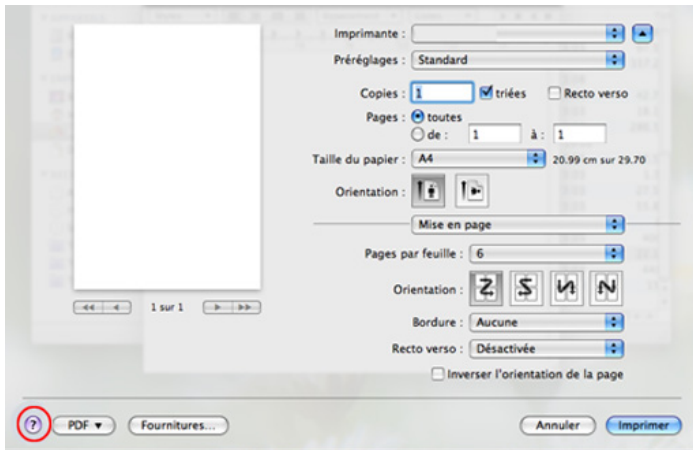 Imprimante :
Préréglages : Standard
Copies : 1 triées Recto verso
Pages : toutes
de : 1 à : 1
Taille du papier : A4 20.99 cm sur 29.70
Orientation :
Mise en page
Pages par feuille : 6
Orientation :
1 sur 1
Bordure : Aucune
Recto verso : Désactivée
Inverser l'orientation de la page
? PDF ▼ Fournitures... Annuler Imprimer